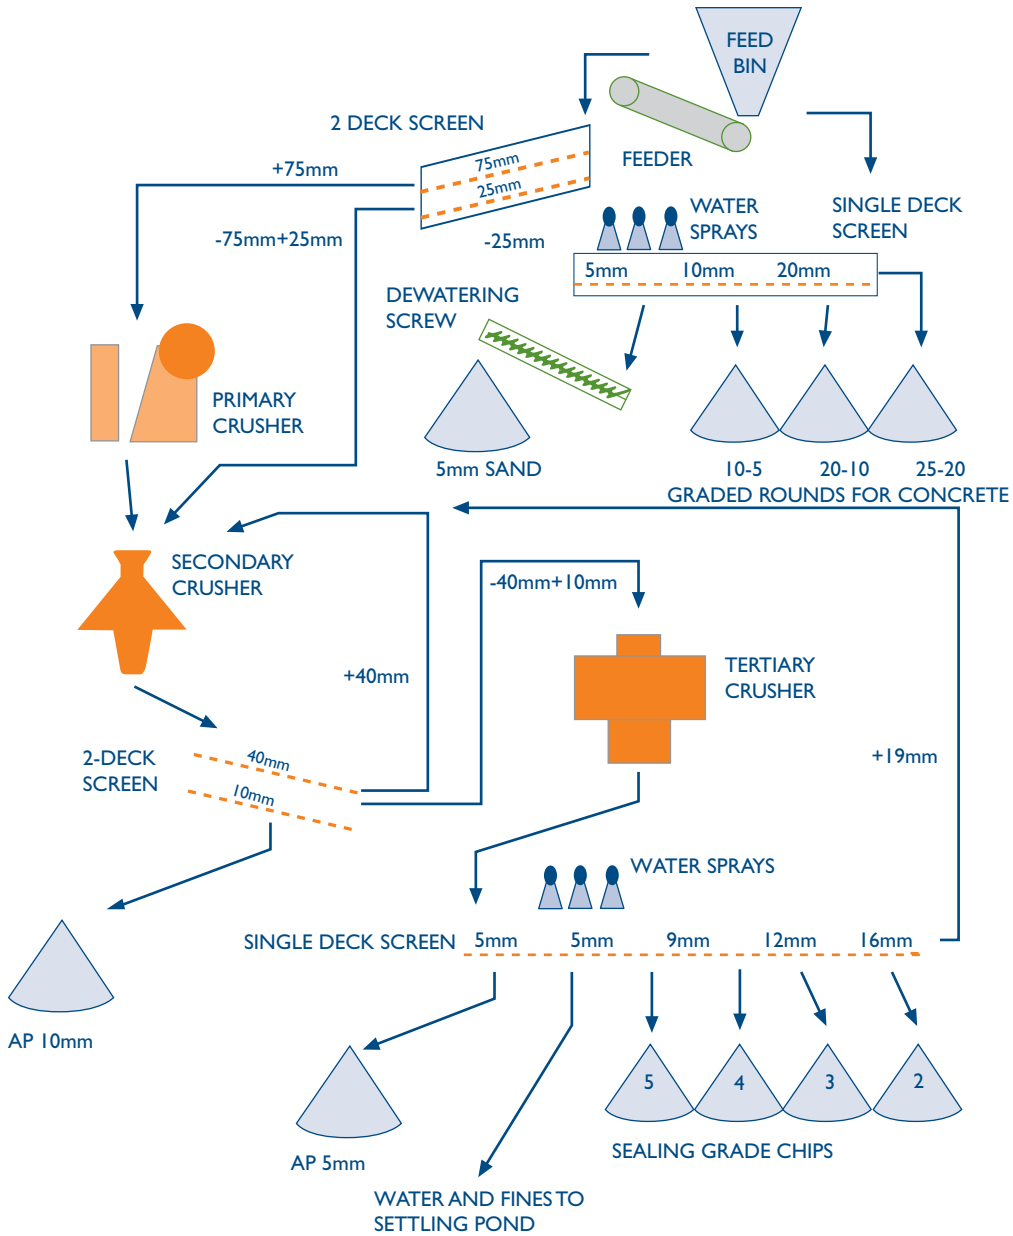 FEED
BIN
2 DECK SCREEN
75mm
25mm
FEEDER
+75mm
-75mm+25mm
-25mm
WATER
SPRAYS
SINGLE DECK
SCREEN
5mm
10mm
20mm
DEWATERING
SCREW
PRIMARY
CRUSHER
5mm SAND
10-5
20-10
25-20
GRADED ROUNDS FOR CONCRETE
SECONDARY
CRUSHER
-40mm+10mm
+40mm
TERTIARY
CRUSHER
+19mm
2-DECK
SCREEN
40mm
10mm
WATER SPRAYS
SINGLE DECK SCREEN
5mm
5mm
9mm
12mm
16mm
AP 10mm
5
4
3
2
SEALING GRADE CHIPS
AP 5mm
WATER AND FINES TO
SETTLING POND